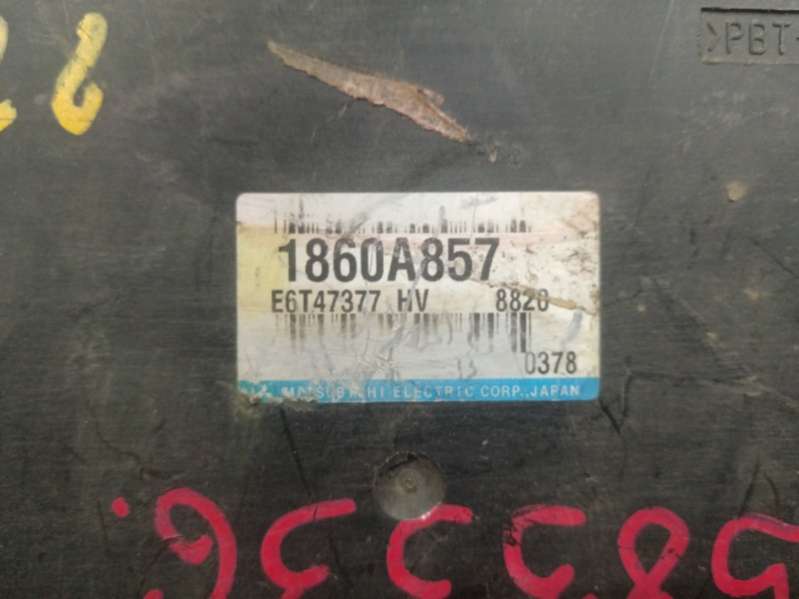 >PBT-
1860A857
E6T47377 HV 8820
0378
MITSUBISHI ELECTRIC CORP., JAPAN